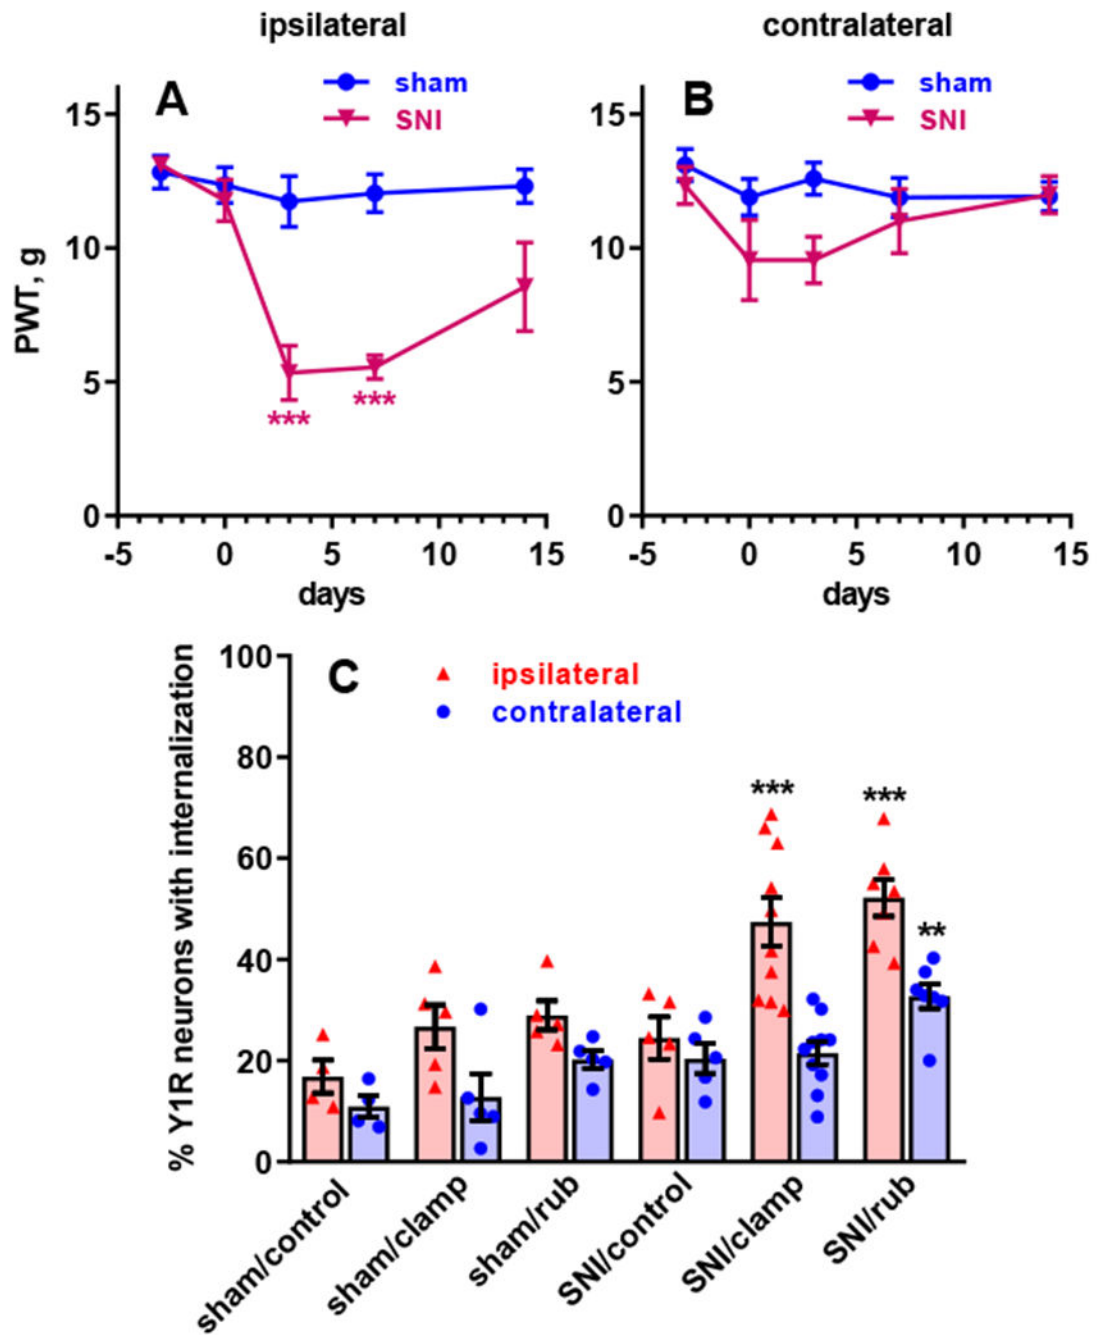 ipsilateral
contralateral
A
sham
SNI
B
sham
SNI
PWT, g
15
10
5
0
***
***
-5 0 5 10 15
days
15
10
5
0
-5 0 5 10 15
days
C
ipsilateral
contralateral
% Y1R neurons with internalization
100
80
60
40
20
0
***
***
**
sham/control
sham/clamp
sham/rub
SNI/control
SNI/clamp
SNI/rub